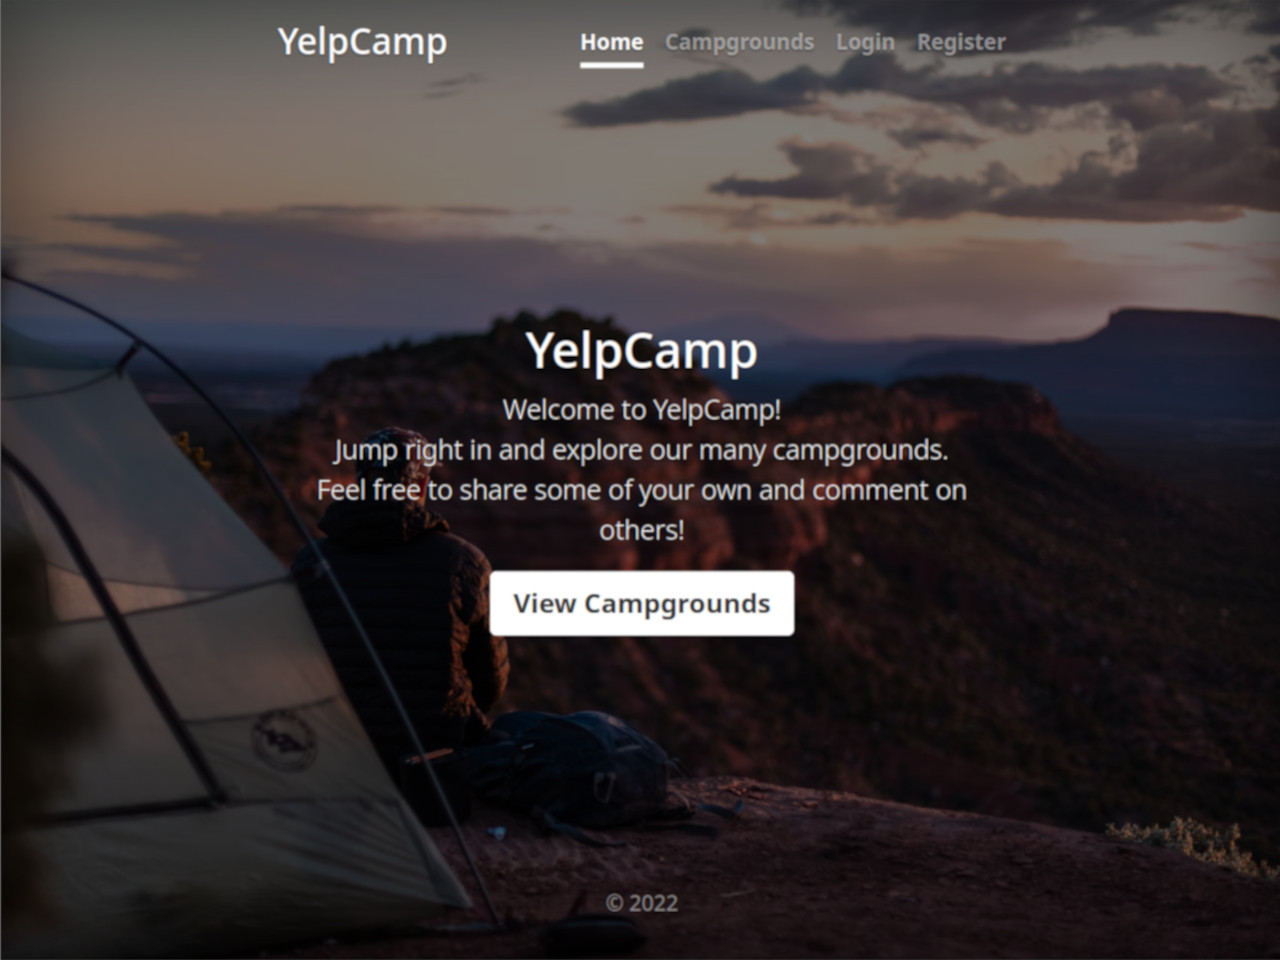 YelpCamp
Home Campgrounds Login Register
YelpCamp
Welcome to YelpCamp!
Jump right in and explore our many campgrounds.
Feel free to share some of your own and comment on
others!
View Campgrounds
© 2022